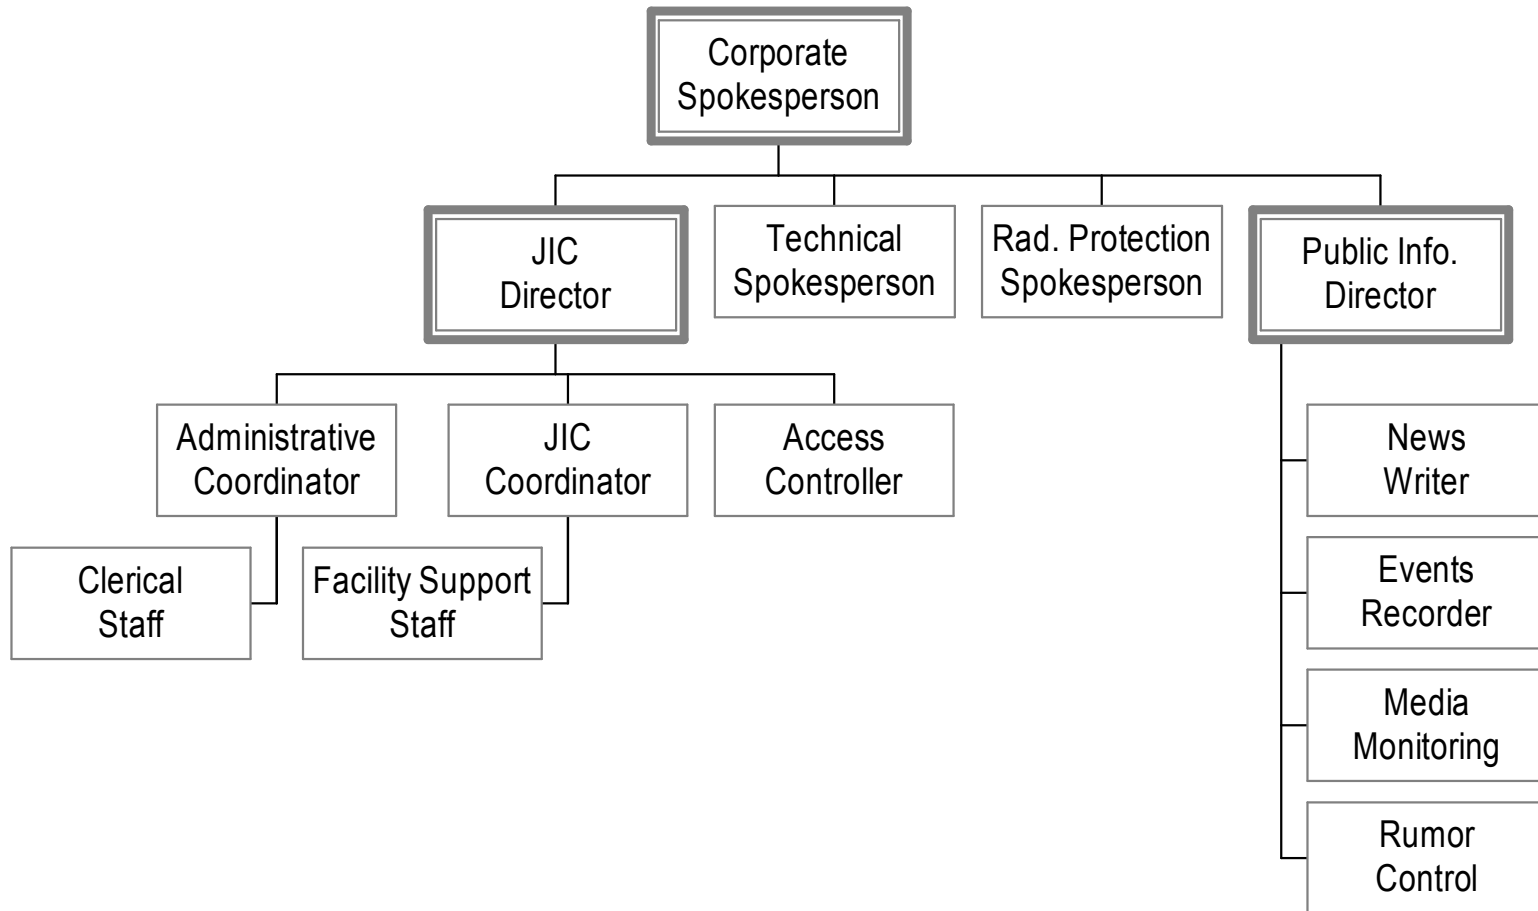 Corporate
Spokesperson
JIC
Director
Technical
Spokesperson
Rad. Protection
Spokesperson
Public Info.
Director
Administrative
Coordinator
JIC
Coordinator
Access
Controller
News
Writer
Clerical
Staff
Facility Support
Staff
Events
Recorder
Media
Monitoring
Rumor
Control